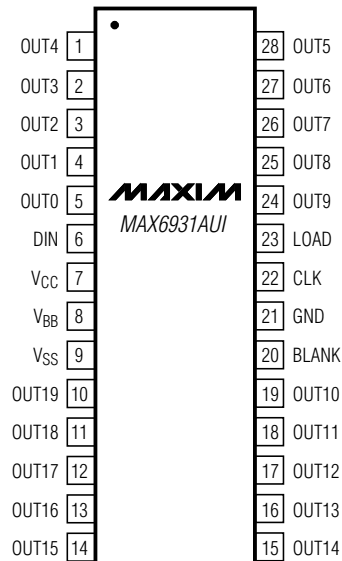 OUT4 1 28 OUT5
OUT3 2 27 OUT6
OUT2 3 26 OUT7
OUT1 4 25 OUT8
OUT0 5 MAXIM 24 OUT9
DIN 6 MAX6931AUI 23 LOAD
VCC 7 22 CLK
VBB 8 21 GND
VSS 9 20 BLANK
OUT19 10 19 OUT10
OUT18 11 18 OUT11
OUT17 12 17 OUT12
OUT16 13 16 OUT13
OUT15 14 15 OUT14